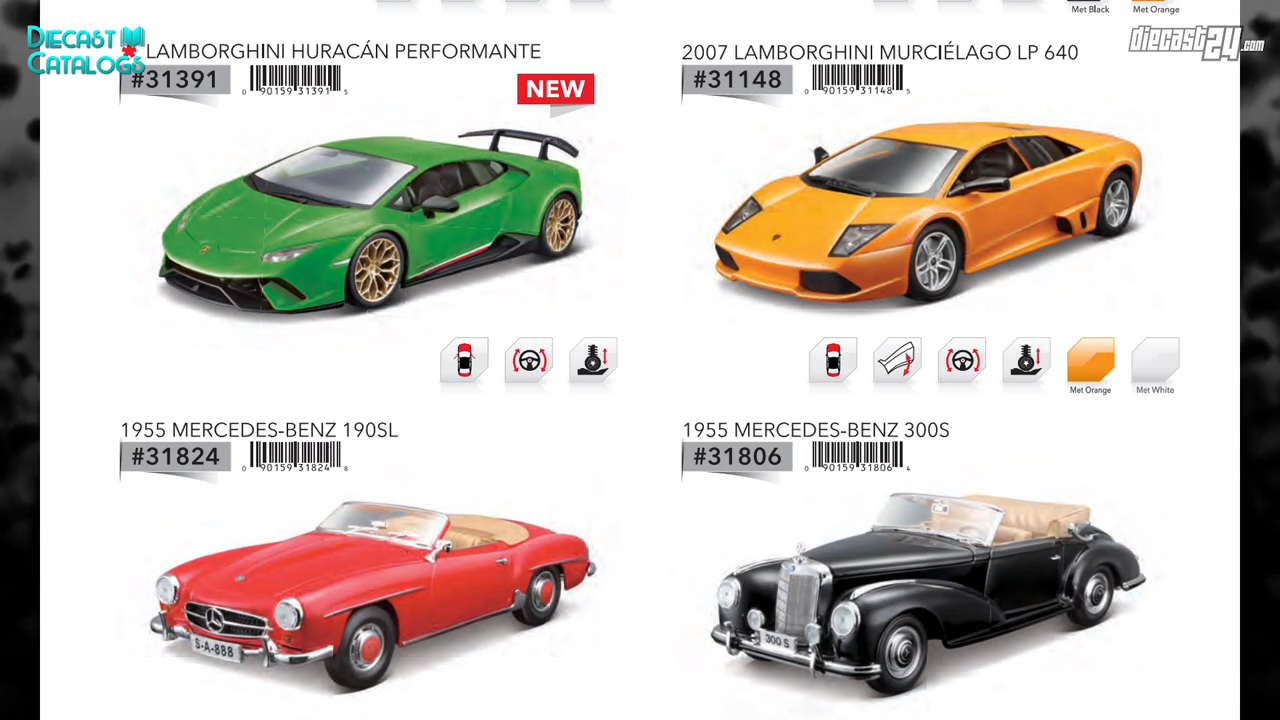 Met Black
Met Orange
DIECAST
CATALOGS
diecast24.com
LAMBORGHINI HURACÁN PERFORMANTE
#31391
0 90159 31391 5
NEW
2007 LAMBORGHINI MURCIÉLAGO LP 640
#31148
0 90159 31148 5
Met Orange
Met White
1955 MERCEDES-BENZ 190SL
#31824
0 90159 31824 8
S-A-888
1955 MERCEDES-BENZ 300S
#31806
0 90159 31806 4
300 S